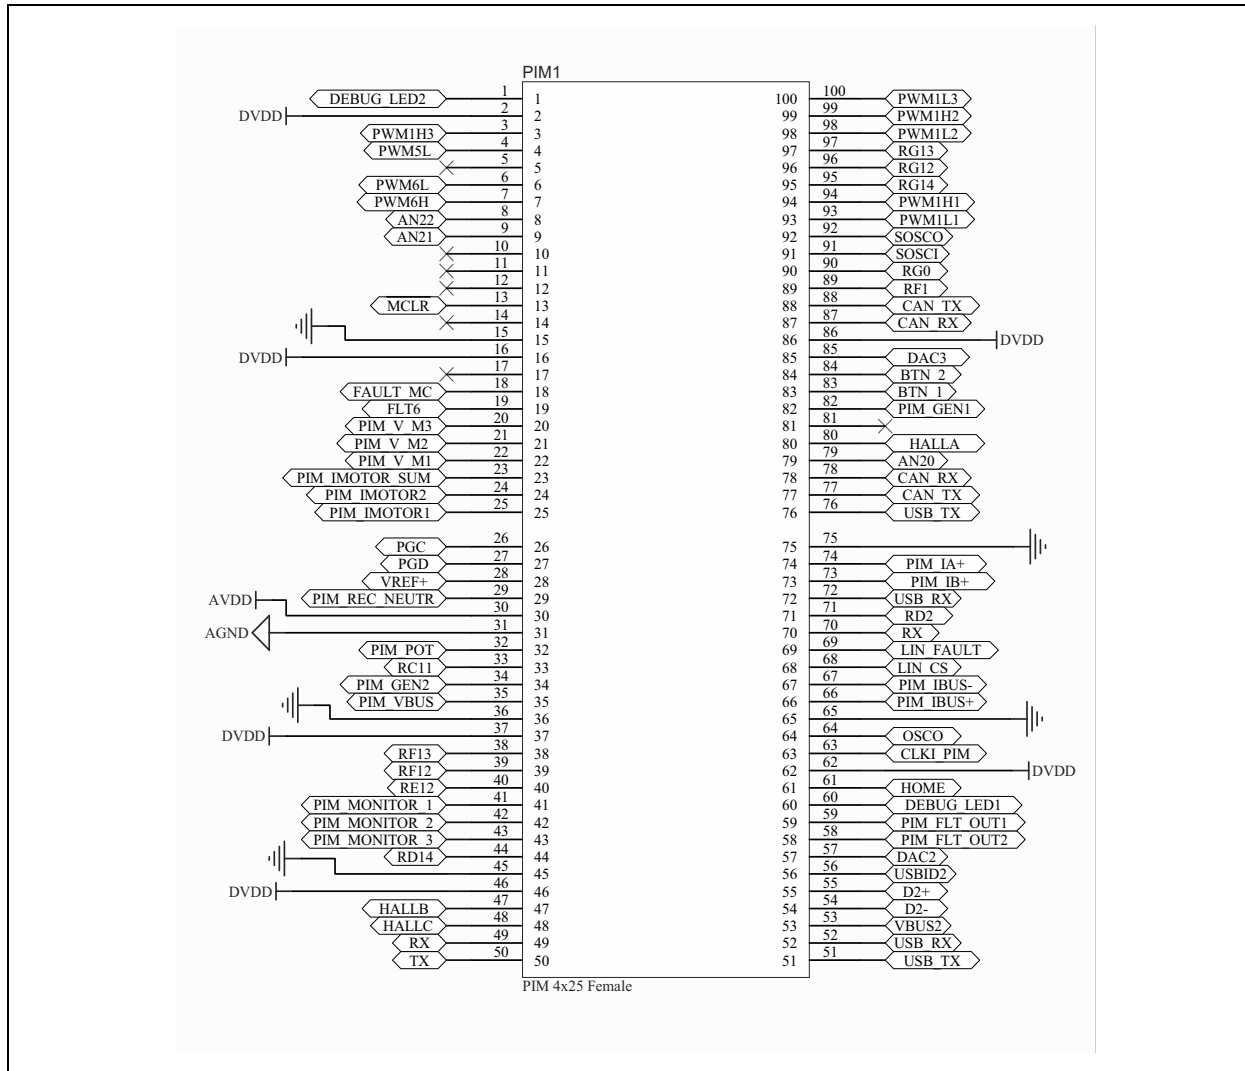 PIM1
DEBUG_LED2 1 1 100 100 PWM1L3
DVDD 2 2 99 99 PWM1H2
PWM1H3 3 3 98 98 PWM1L2
PWM5L 4 4 97 97 RG13
5 5 96 96 RG12
PWM6L 6 6 95 95 RG14
PWM6H 7 7 94 94 PWM1H1
AN22 8 8 93 93 PWM1L1
AN21 9 9 92 92 SOSCO
10 10 91 91 SOSCI
11 11 90 90 RG0
12 12 89 89 RF1
MCLR 13 13 88 88 CAN_TX
14 14 87 87 CAN_RX
15 15 86 86 DVDD
DVDD 16 16 85 85 DAC3
17 17 84 84 BTN_2
FAULT_MC 18 18 83 83 BTN_1
FLT6 19 19 82 82 PIM_GEN1
PIM_V_M3 20 20 81 81
PIM_V_M2 21 21 80 80 HALLA
PIM_V_M1 22 22 79 79 AN20
PIM_IMOTOR_SUM 23 23 78 78 CAN_RX
PIM_IMOTOR2 24 24 77 77 CAN_TX
PIM_IMOTOR1 25 25 76 76 USB_TX
PGC 26 26 75 75
PGD 27 27 74 74 PIM_IA+
VREF+ 28 28 73 73 PIM_IB+
PIM_REC_NEUTR 29 29 72 72 USB_RX
AVDD 30 30 71 71 RD2
AGND 31 31 70 70 RX
PIM_POT 32 32 69 69 LIN_FAULT
RC11 33 33 68 68 LIN_CS
PIM_GEN2 34 34 67 67 PIM_IBUS-
PIM_VBUS 35 35 66 66 PIM_IBUS+
36 36 65 65
DVDD 37 37 64 64 OSCO
RF13 38 38 63 63 CLKI_PIM
RF12 39 39 62 62 DVDD
RE12 40 40 61 61 HOME
PIM_MONITOR_1 41 41 60 60 DEBUG_LED1
PIM_MONITOR_2 42 42 59 59 PIM_FLT_OUT1
PIM_MONITOR_3 43 43 58 58 PIM_FLT_OUT2
RD14 44 44 57 57 DAC2
45 45 56 56 USBID2
DVDD 46 46 55 55 D2+
HALLB 47 47 54 54 D2-
HALLC 48 48 53 53 VBUS2
RX 49 49 52 52 USB_RX
TX 50 50 51 51 USB_TX
PIM 4x25 Female